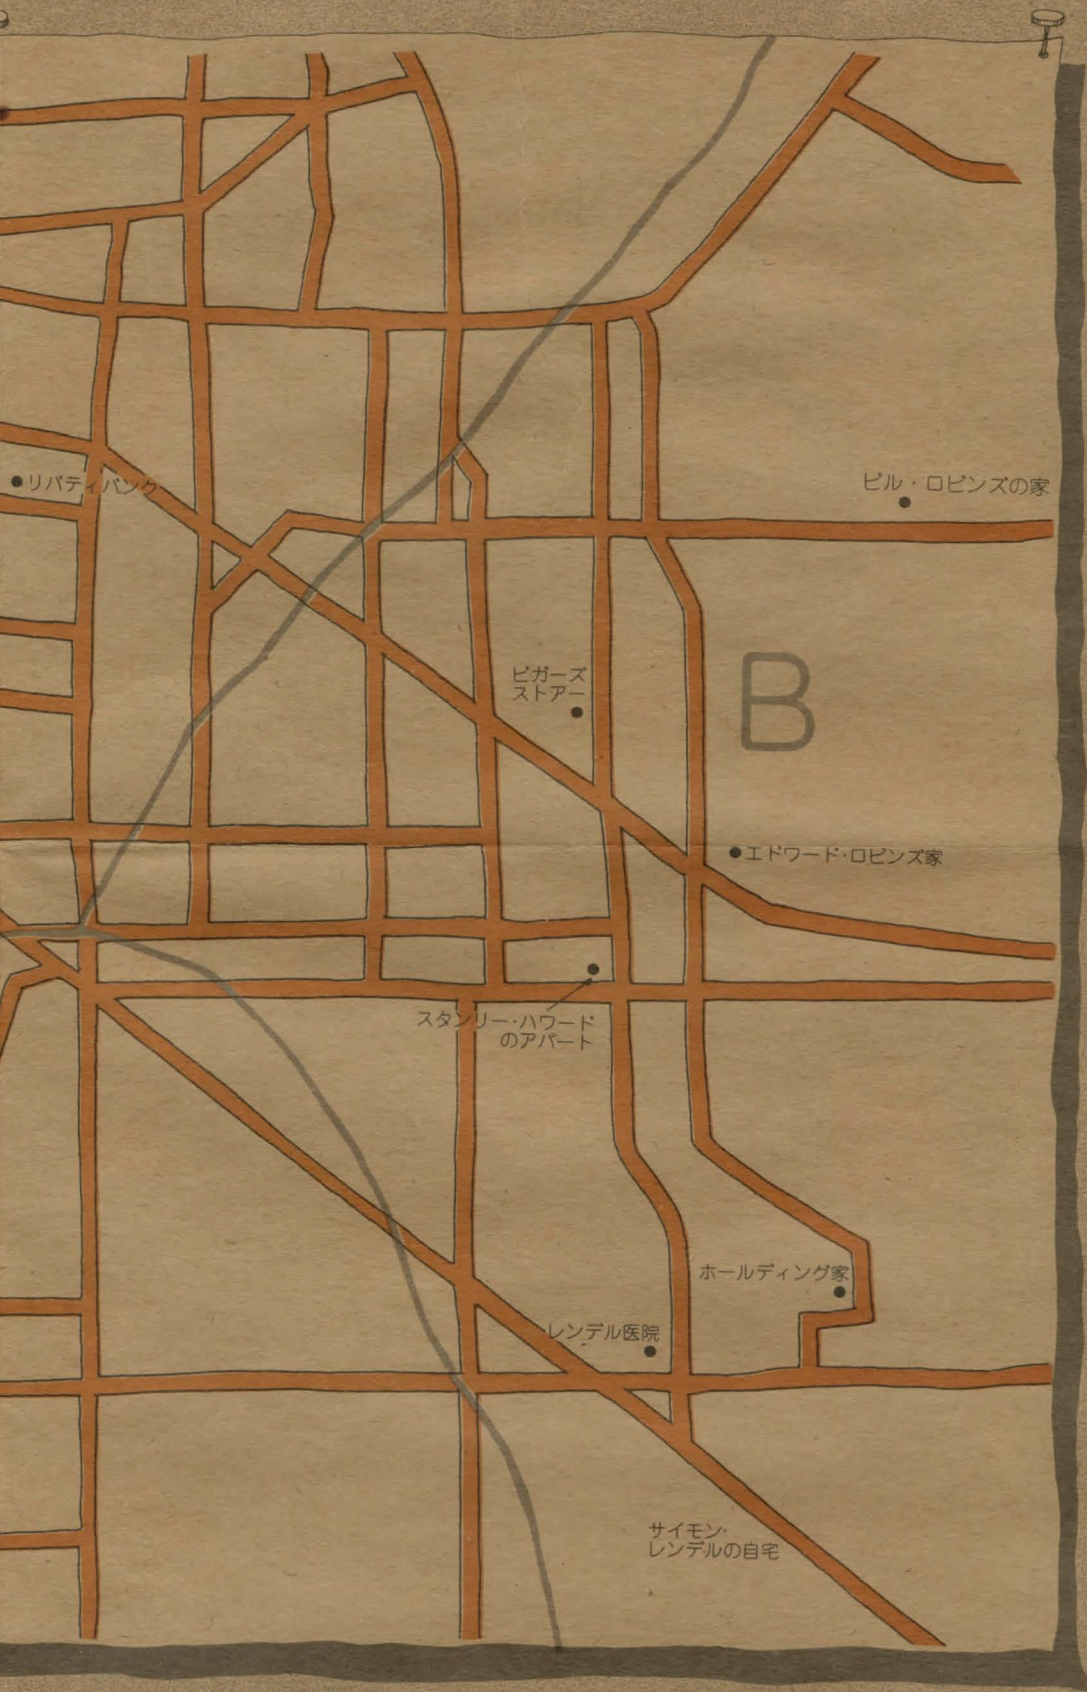 リバティバンク
ビル・ロビンズの家
ビガーズ
ストアー
B
エドワード・ロビンズ家
スタンリー・ハワード
のアパート
ホールディング家
レンデル医院
サイモン・
レンデルの自宅